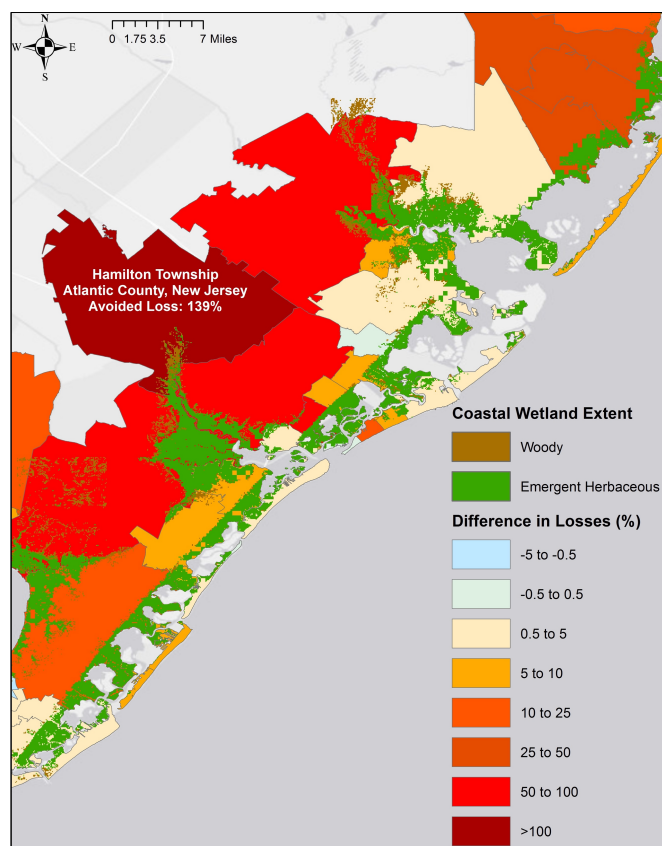 N
W E
S
0 1.75 3.5 7 Miles
Hamilton Township
Atlantic County, New Jersey
Avoided Loss: 139%
Coastal Wetland Extent
Woody
Emergent Herbaceous
Difference in Losses (%)
-5 to -0.5
-0.5 to 0.5
0.5 to 5
5 to 10
10 to 25
25 to 50
50 to 100
>100